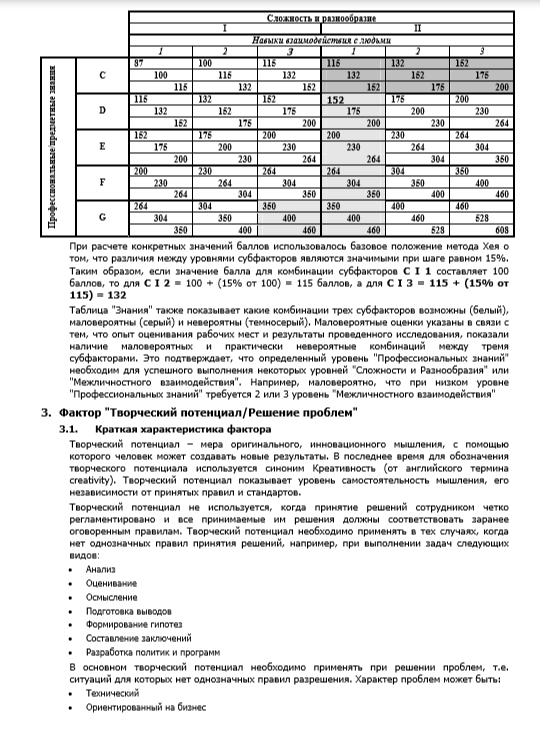 Сложность и разнообразие
I II
Навыки взаимодействия с людьми
1 2 3 1 2 3
Профессиональные/предметные знания
87 100 115 115 132 152
C 100 115 132 132 152 175
115 132 152 152 175 200
115 132 152 152 175 200
D 132 152 175 175 200 230
152 175 200 200 230 264
152 175 200 200 230 264
E 175 200 230 230 264 304
200 230 264 264 304 350
200 230 264 264 304 350
F 230 264 304 304 350 400
264 304 350 350 400 460
264 304 350 350 400 460
G 304 350 400 400 460 528
350 400 460 460 528 608
При расчете конкретных значений баллов использовалось базовое положение метода Хея о
том, что различия между уровнями субфакторов являются значимыми при шаге равном 15%.
Таким образом, если значение балла для комбинации субфакторов C I 1 составляет 100
баллов, то для C I 2 = 100 + (15% от 100) = 115 баллов, а для C I 3 = 115 + (15% от
115) = 132
Таблица "Знания" также показывает какие комбинации трех субфакторов возможны (белый),
маловероятны (серый) и невероятны (темносерый). Маловероятные оценки указаны в связи с
тем, что опыт оценивания рабочих мест и результаты проведенного исследования, показали
наличие маловероятных и практически невероятные комбинаций между тремя
субфакторами. Это подтверждает, что определенный уровень "Профессиональных знаний"
необходим для успешного выполнения некоторых уровней "Сложности и Разнообразия" или
"Межличностного взаимодействия". Например, маловероятно, что при низком уровне
"Профессиональных знаний" требуется 2 или 3 уровень "Межличностного взаимодействия"
3. Фактор "Творческий потенциал/Решение проблем"
3.1. Краткая характеристика фактора
Творческий потенциал – мера оригинального, инновационного мышления, с помощью
которого человек может создавать новые результаты. В последнее время для обозначения
творческого потенциала используется синоним Креативность (от английского термина
creativity). Творческий потенциал показывает уровень самостоятельность мышления, его
независимости от принятых правил и стандартов.
Творческий потенциал не используется, когда принятие решений сотрудником четко
регламентировано и все принимаемые им решения должны соответствовать заранее
оговоренным правилам. Творческий потенциал необходимо применять в тех случаях, когда
нет однозначных правил принятия решений, например, при выполнении задач следующих
видов:
• Анализ
• Оценивание
• Осмысление
• Подготовка выводов
• Формирование гипотез
• Составление заключений
• Разработка политик и программ
В основном творческий потенциал необходимо применять при решении проблем, т.е.
ситуаций для которых нет однозначных правил разрешения. Характер проблем может быть:
• Технический
• Ориентированный на бизнес